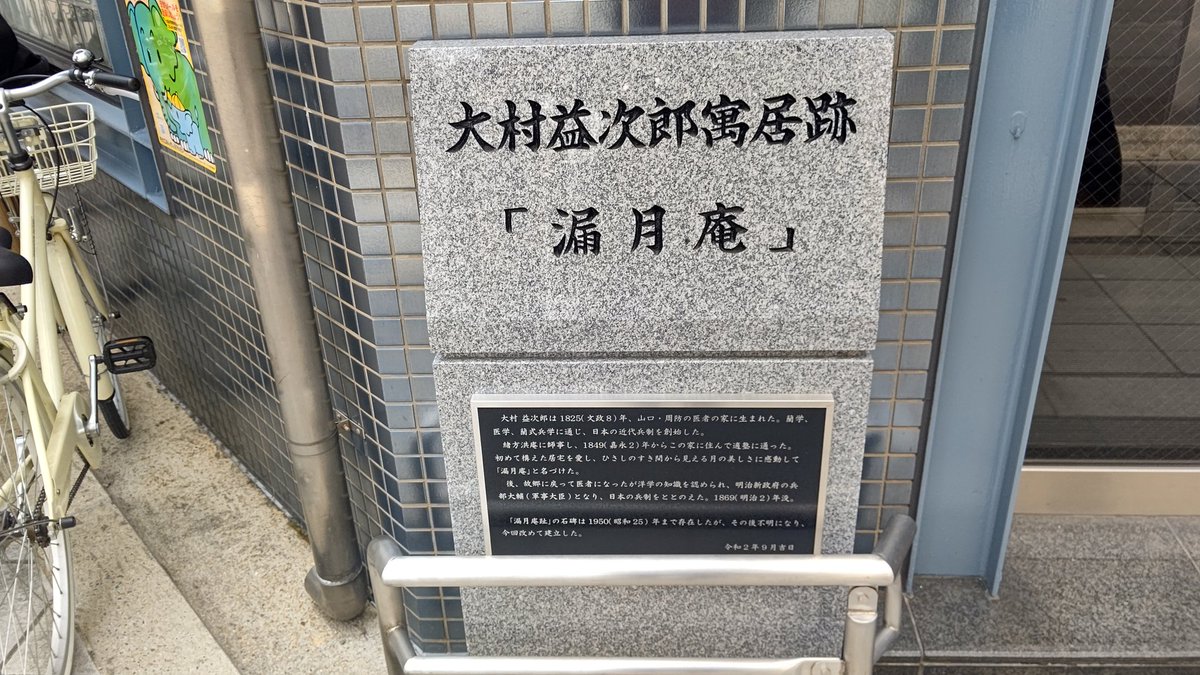 大村益次郎寓居跡
「漏月庵」
大村 益次郎は1825(文政8)年、山口・周防の医者の家に生まれた。蘭学、
医学、蘭式兵学に通じ、日本の近代兵制を創始した。
緒方洪庵に師事し、1849(嘉永2)年からこの家に住んで適塾に通った。
初めて構えた居宅を愛し、ひさしのすき間から見える月の美しさに感動して
「漏月庵」と名づけた。
後、故郷に戻って医者になったが洋学の知識を認められ、明治新政府の兵
部大輔(軍事大臣)となり、日本の兵制をととのえた。1869(明治2)年没。
「漏月庵趾」の石碑は1950(昭和25)年まで存在したが、その後不明になり、
今回改めて建立した。
令和2年9月吉日